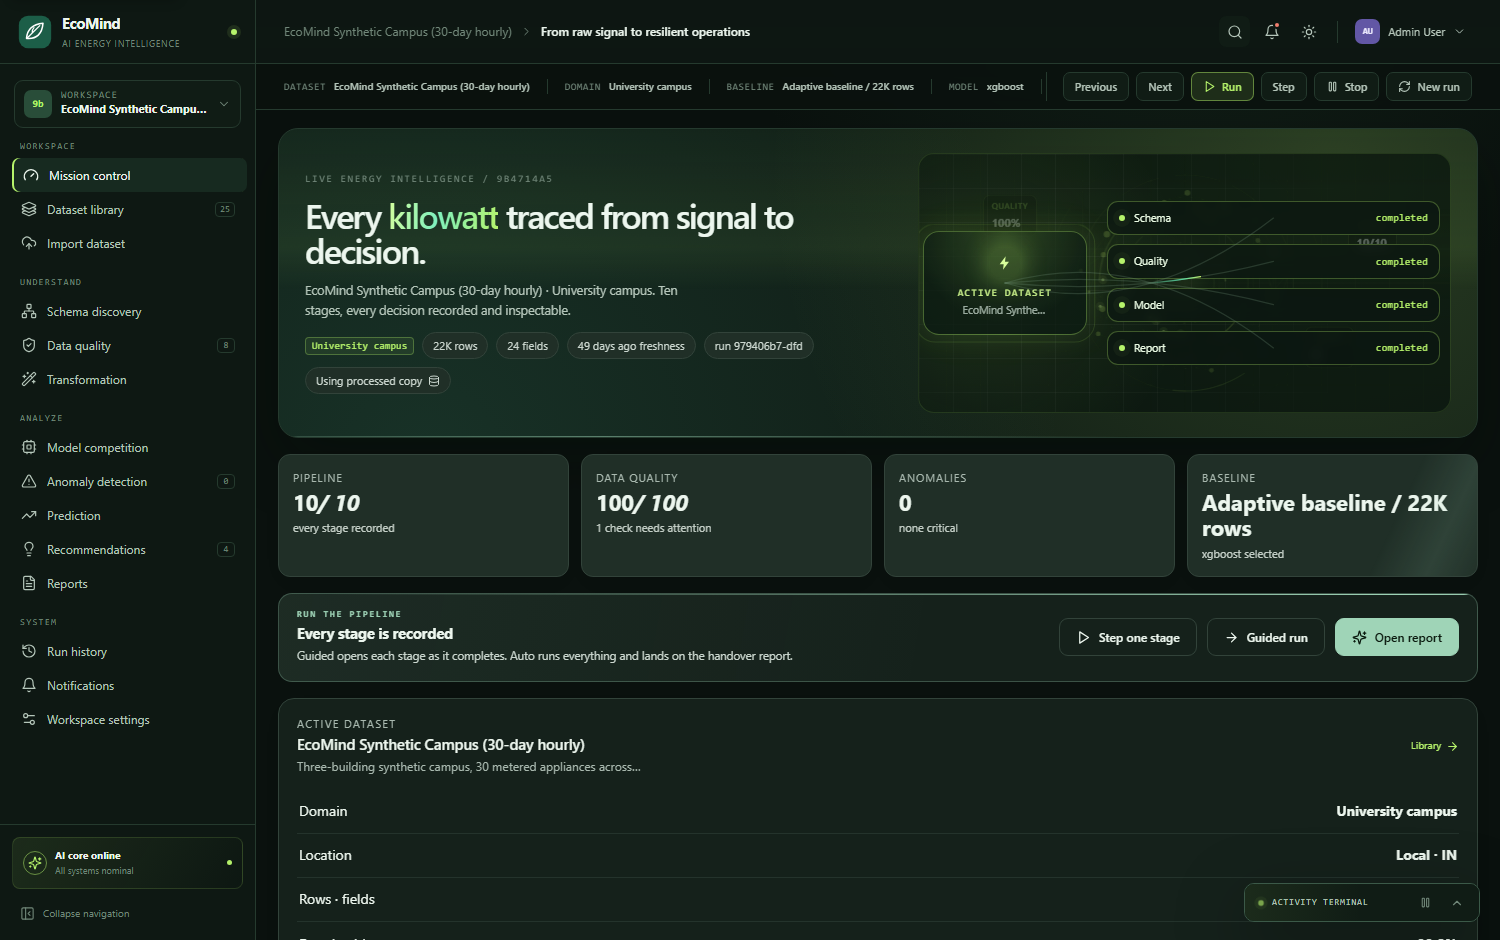 EcoMind
AI ENERGY INTELLIGENCE
EcoMind Synthetic Campus (30-day hourly)
From raw signal to resilient operations
AU
Admin User
9b
WORKSPACE
EcoMind Synthetic Campu...
WORKSPACE
Mission control
Dataset library
25
Import dataset
UNDERSTAND
Schema discovery
Data quality
8
Transformation
ANALYZE
Model competition
Anomaly detection
0
Prediction
Recommendations
4
Reports
SYSTEM
Run history
Notifications
Workspace settings
AI core online
All systems nominal
Collapse navigation
DATASET EcoMind Synthetic Campus (30-day hourly)
DOMAIN University campus
BASELINE Adaptive baseline / 22K rows
MODEL xgboost
Previous
Next
Run
Step
Stop
New run
LIVE ENERGY INTELLIGENCE / 9B4714A5
Every kilowatt traced from signal to
decision.
EcoMind Synthetic Campus (30-day hourly) · University campus. Ten
stages, every decision recorded and inspectable.
University campus
22K rows
24 fields
49 days ago freshness
run 979406b7-dfd
Using processed copy
QUALITY
100%
10/10
ACTIVE DATASET
EcoMind Synthe...
Schema completed
Quality completed
Model completed
Report completed
PIPELINE
10/ 10
every stage recorded
DATA QUALITY
100/ 100
1 check needs attention
ANOMALIES
0
none critical
BASELINE
Adaptive baseline / 22K
rows
xgboost selected
RUN THE PIPELINE
Every stage is recorded
Guided opens each stage as it completes. Auto runs everything and lands on the handover report.
Step one stage
Guided run
Open report
ACTIVE DATASET
EcoMind Synthetic Campus (30-day hourly)
Three-building synthetic campus, 30 metered appliances across...
Library
Domain University campus
Location Local · IN
Rows · fields
ACTIVITY TERMINAL